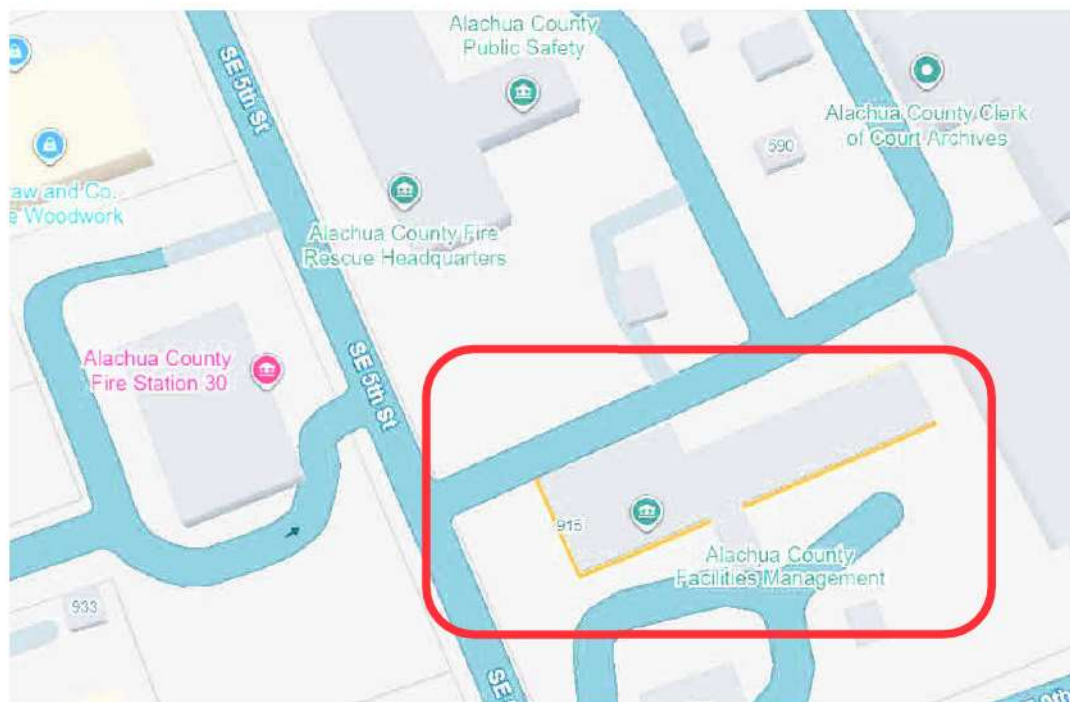 Alachua County
Public Safety
SE 5th St
Alachua County Clerk
of Court Archives
590
aw and Co.
e Woodwork
Alachua County Fire
Rescue Headquarters
SE 5th St
Alachua County
Fire Station 30
915
Alachua County
Facilities Management
933
SE 5